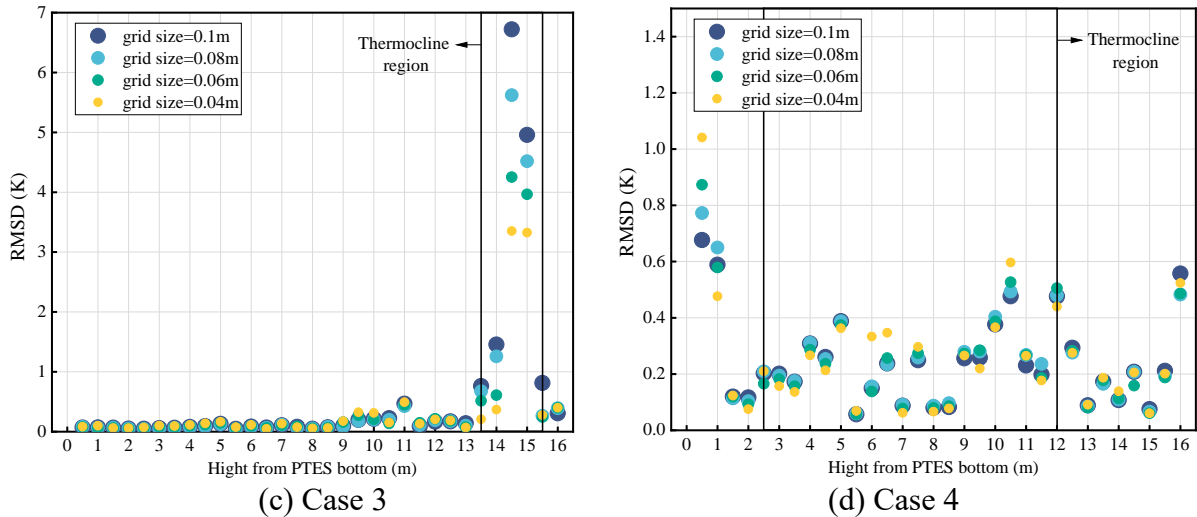 7
6
5
4
3
2
1
0
RMSD (K)
grid size=0.1m
grid size=0.08m
grid size=0.06m
grid size=0.04m
Thermocline
region
0 1 2 3 4 5 6 7 8 9 10 11 12 13 14 15 16
Hight from PTES bottom (m)
(c) Case 3
1.4
1.2
1.0
0.8
0.6
0.4
0.2
0.0
RMSD (K)
grid size=0.1m
grid size=0.08m
grid size=0.06m
grid size=0.04m
Thermocline
region
0 1 2 3 4 5 6 7 8 9 10 11 12 13 14 15 16
Hight from PTES bottom (m)
(d) Case 4